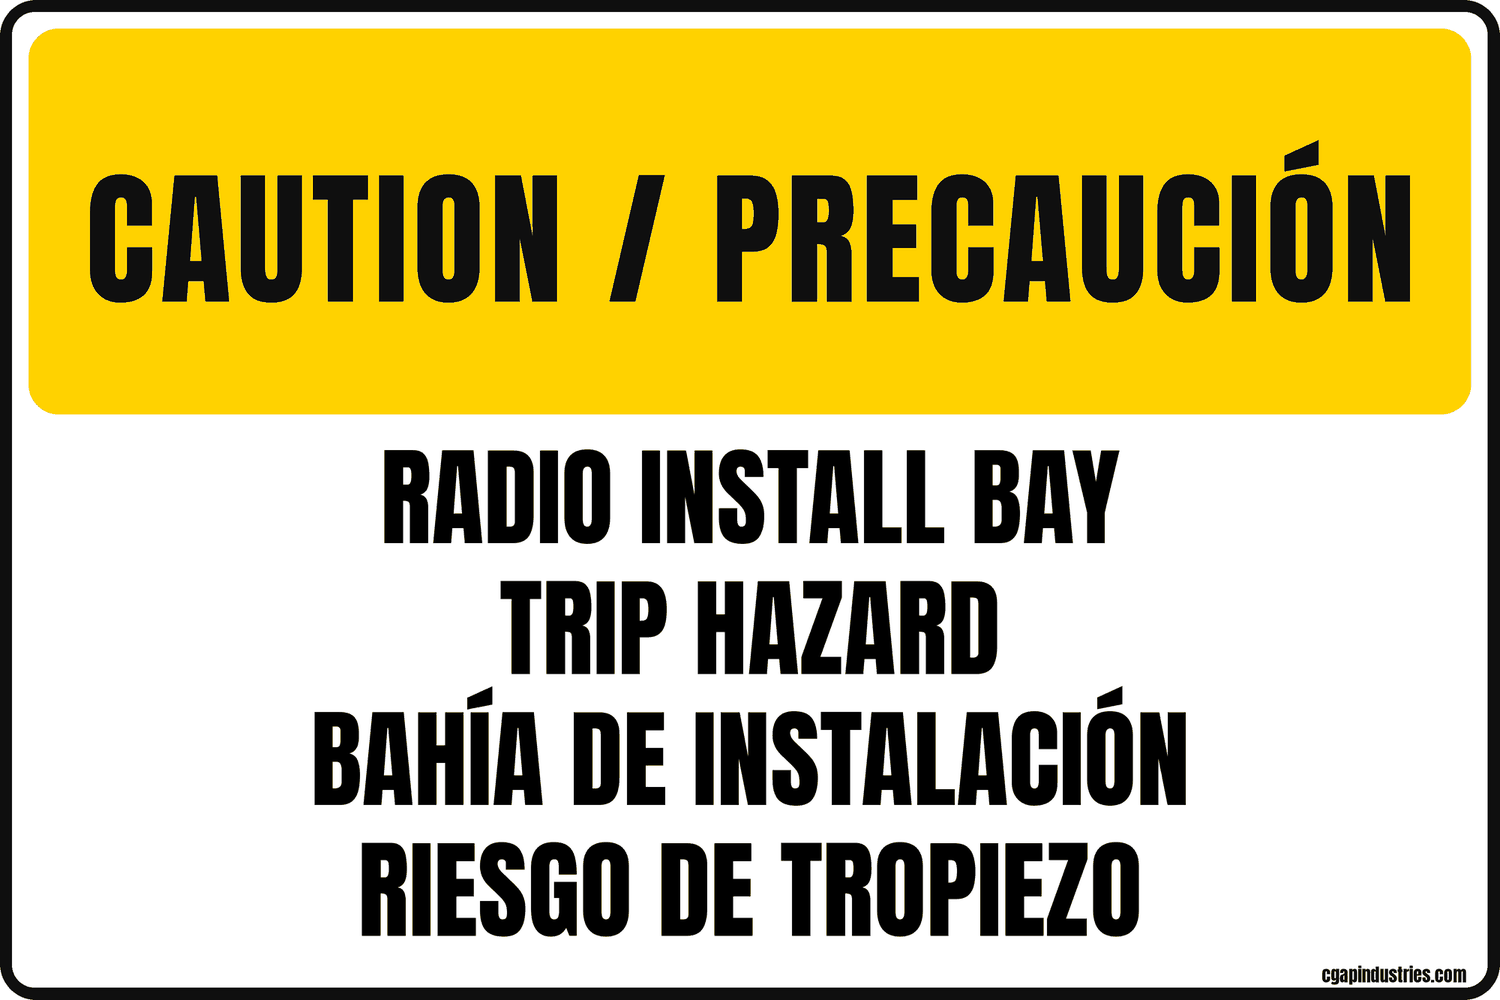 CAUTION / PRECAUCIÓN
RADIO INSTALL BAY
TRIP HAZARD
BAHÍA DE INSTALACIÓN
RIESGO DE TROPIEZO
cgapindustries.com